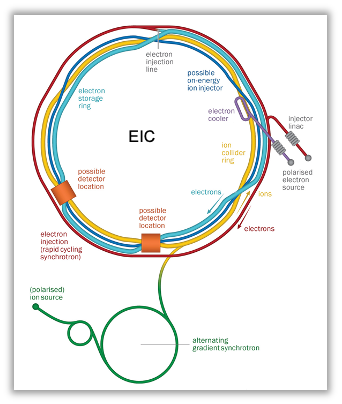 electron
injection
line
possible
on-energy
ion injector
electron
storage
ring
electron
cooler
injector
linac
EIC
ion
collider
ring
polarised
electron
source
possible
detector
location
electrons
ions
possible
detector
location
electrons
electron
injection
(rapid cycling
synchrotron)
(polarised)
ion source
alternating
gradient synchrotron